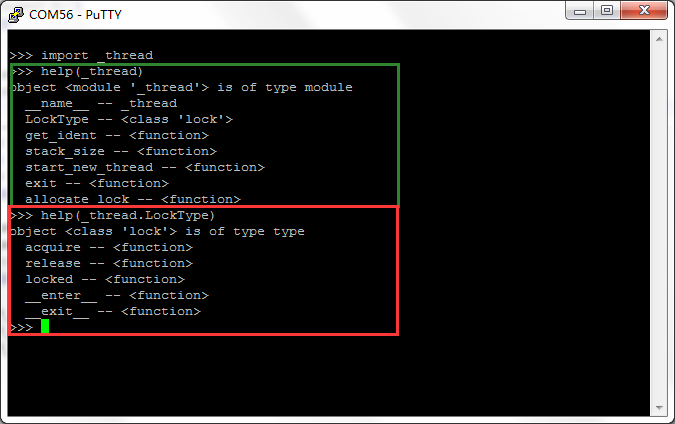 COM56 - PuTTY
>>> import _thread
>>> help(_thread)
object <module '_thread'> is of type module
  __name__ -- _thread
  LockType -- <class 'lock'>
  get_ident -- <function>
  stack_size -- <function>
  start_new_thread -- <function>
  exit -- <function>
  allocate_lock -- <function>
>>> help(_thread.LockType)
object <class 'lock'> is of type type
  acquire -- <function>
  release -- <function>
  locked -- <function>
  __enter__ -- <function>
  __exit__ -- <function>
>>>